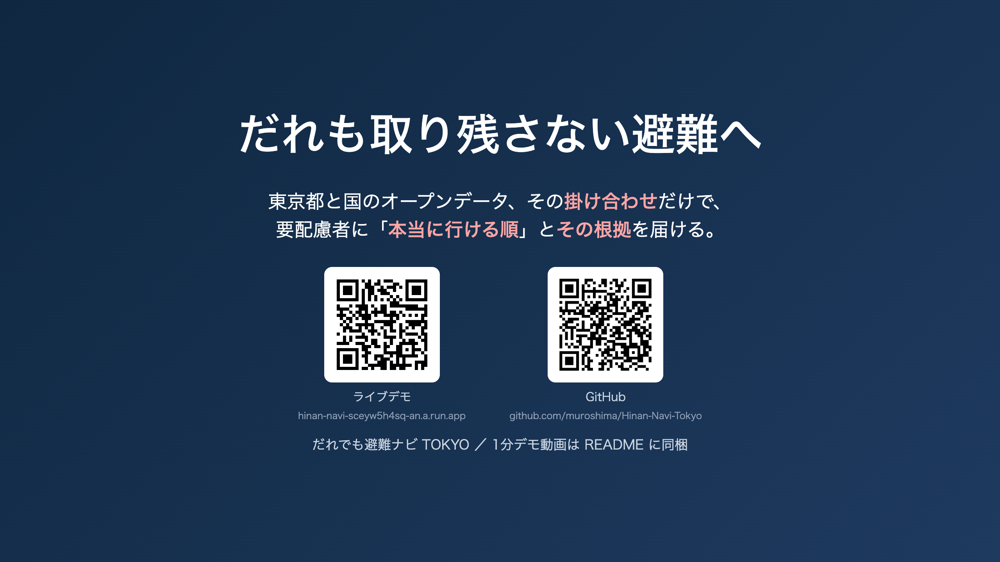 だれも取り残さない避難へ
東京都と国のオープンデータ、その掛け合わせだけで、
要配慮者に「本当に行ける順」とその根拠を届ける。
ライブデモ
GitHub
hinan-navi-sceyw5h4sq-an.a.run.app
github.com/muroshima/Hinan-Navi-Tokyo
だれでも避難ナビ TOKYO ／ 1分デモ動画は README に同梱